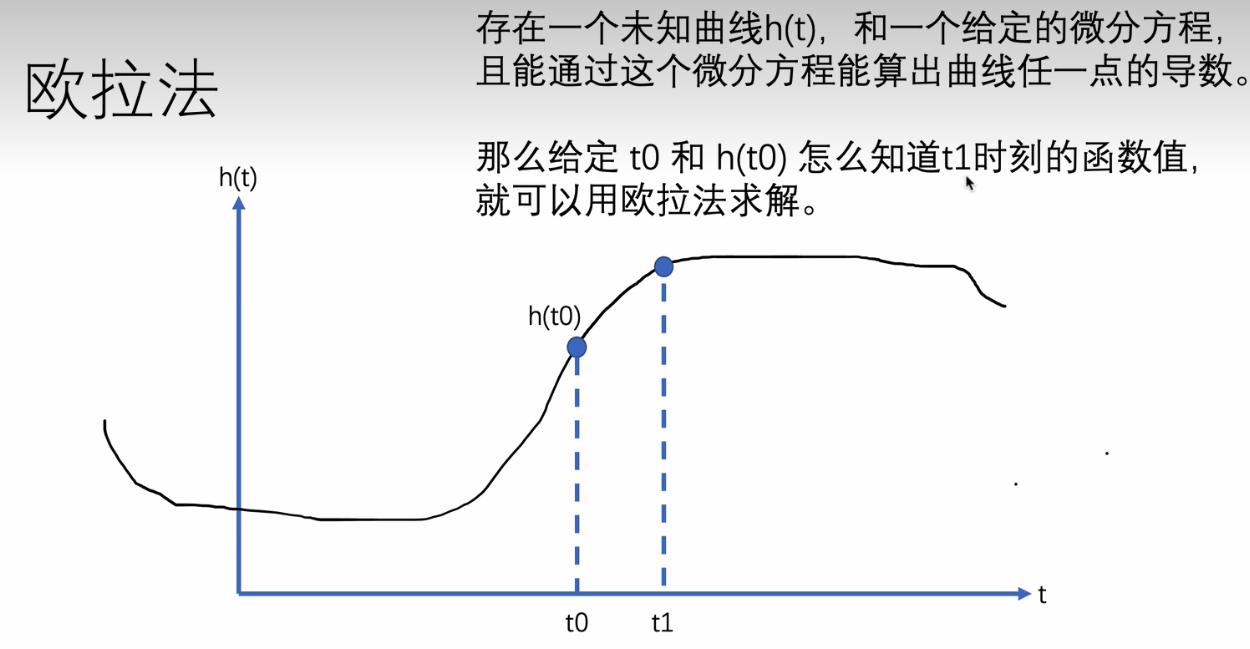 欧拉法
存在一个未知曲线h(t)，和一个给定的微分方程，
且能通过这个微分方程能算出曲线任一点的导数。
那么给定 t0 和 h(t0) 怎么知道t1时刻的函数值，
就可以用欧拉法求解。
h(t)
h(t0)
t
t0
t1